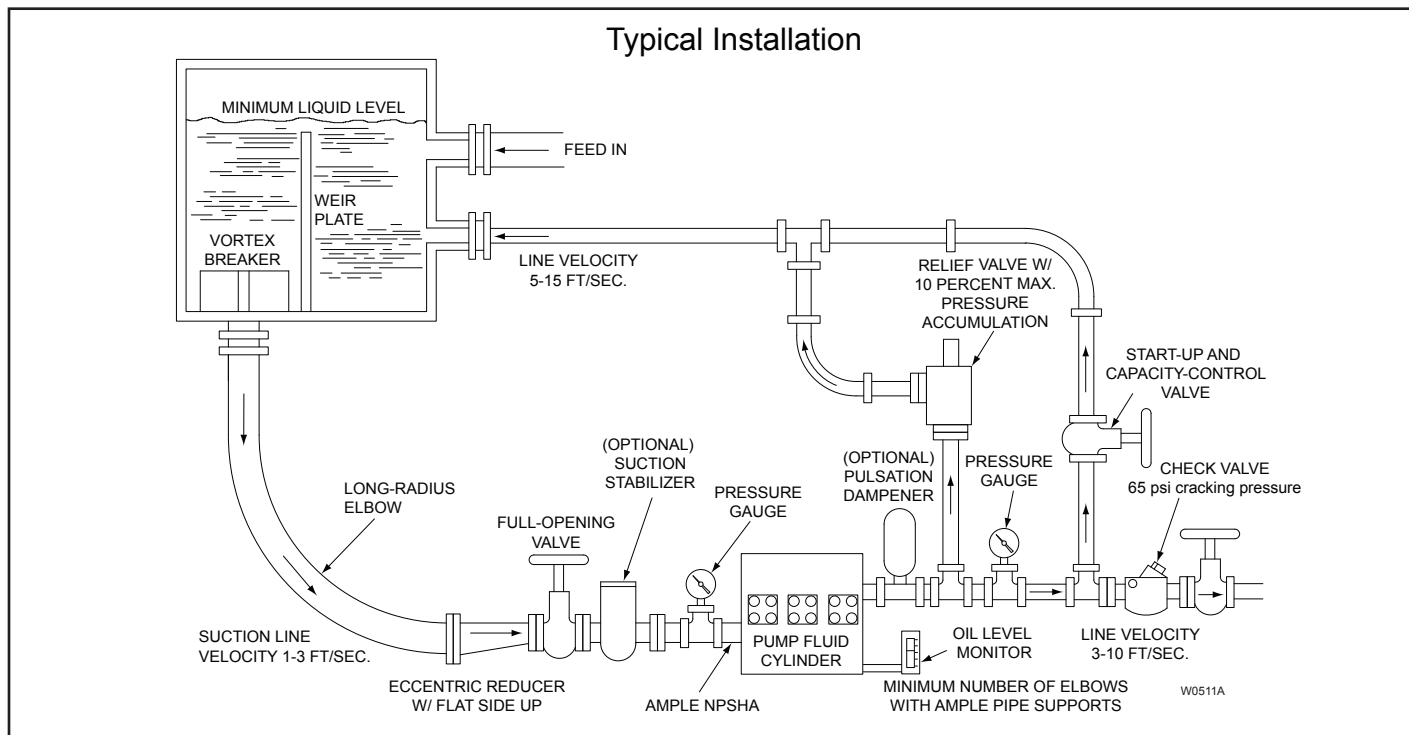 Typical Installation
MINIMUM LIQUID LEVEL
FEED IN
WEIR
PLATE
VORTEX
BREAKER
LINE VELOCITY
5-15 FT/SEC.
RELIEF VALVE W/
10 PERCENT MAX.
PRESSURE
ACCUMULATION
START-UP AND
CAPACITY-CONTROL
VALVE
(OPTIONAL)
SUCTION
STABILIZER
(OPTIONAL)
PULSATION
DAMPENER
PRESSURE
GAUGE
CHECK VALVE
65 psi cracking pressure
LONG-RADIUS
ELBOW
PRESSURE
GAUGE
FULL-OPENING
VALVE
SUCTION LINE
VELOCITY 1-3 FT/SEC.
PUMP FLUID
CYLINDER
OIL LEVEL
MONITOR
LINE VELOCITY
3-10 FT/SEC.
ECCENTRIC REDUCER
W/ FLAT SIDE UP
AMPLE NPSHA
MINIMUM NUMBER OF ELBOWS
WITH AMPLE PIPE SUPPORTS
W0511A